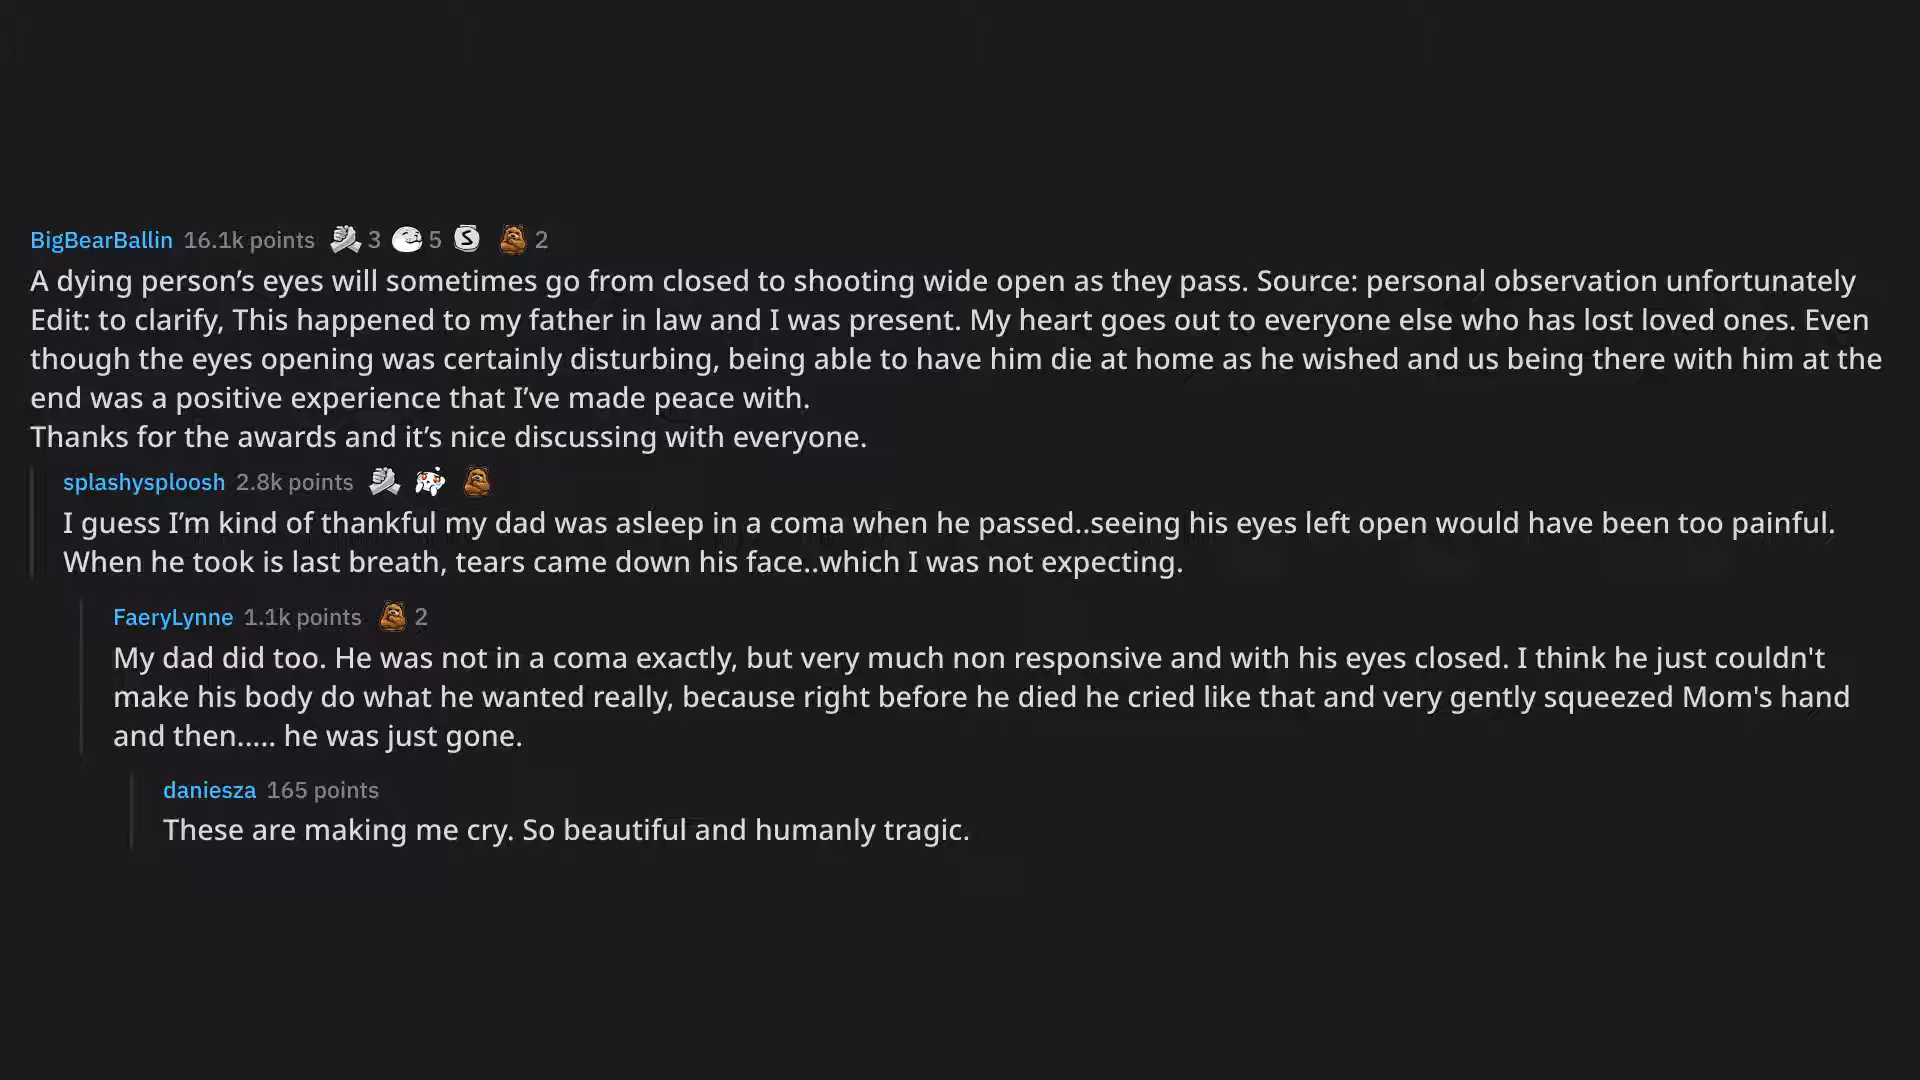 BigBearBallin 16.1k points 3 5 S 2
A dying person’s eyes will sometimes go from closed to shooting wide open as they pass. Source: personal observation unfortunately
Edit: to clarify, This happened to my father in law and I was present. My heart goes out to everyone else who has lost loved ones. Even
though the eyes opening was certainly disturbing, being able to have him die at home as he wished and us being there with him at the
end was a positive experience that I’ve made peace with.
Thanks for the awards and it’s nice discussing with everyone.
splashysploosh 2.8k points
I guess I’m kind of thankful my dad was asleep in a coma when he passed..seeing his eyes left open would have been too painful.
When he took is last breath, tears came down his face..which I was not expecting.
FaeryLynne 1.1k points 2
My dad did too. He was not in a coma exactly, but very much non responsive and with his eyes closed. I think he just couldn't
make his body do what he wanted really, because right before he died he cried like that and very gently squeezed Mom's hand
and then..... he was just gone.
daniesza 165 points
These are making me cry. So beautiful and humanly tragic.